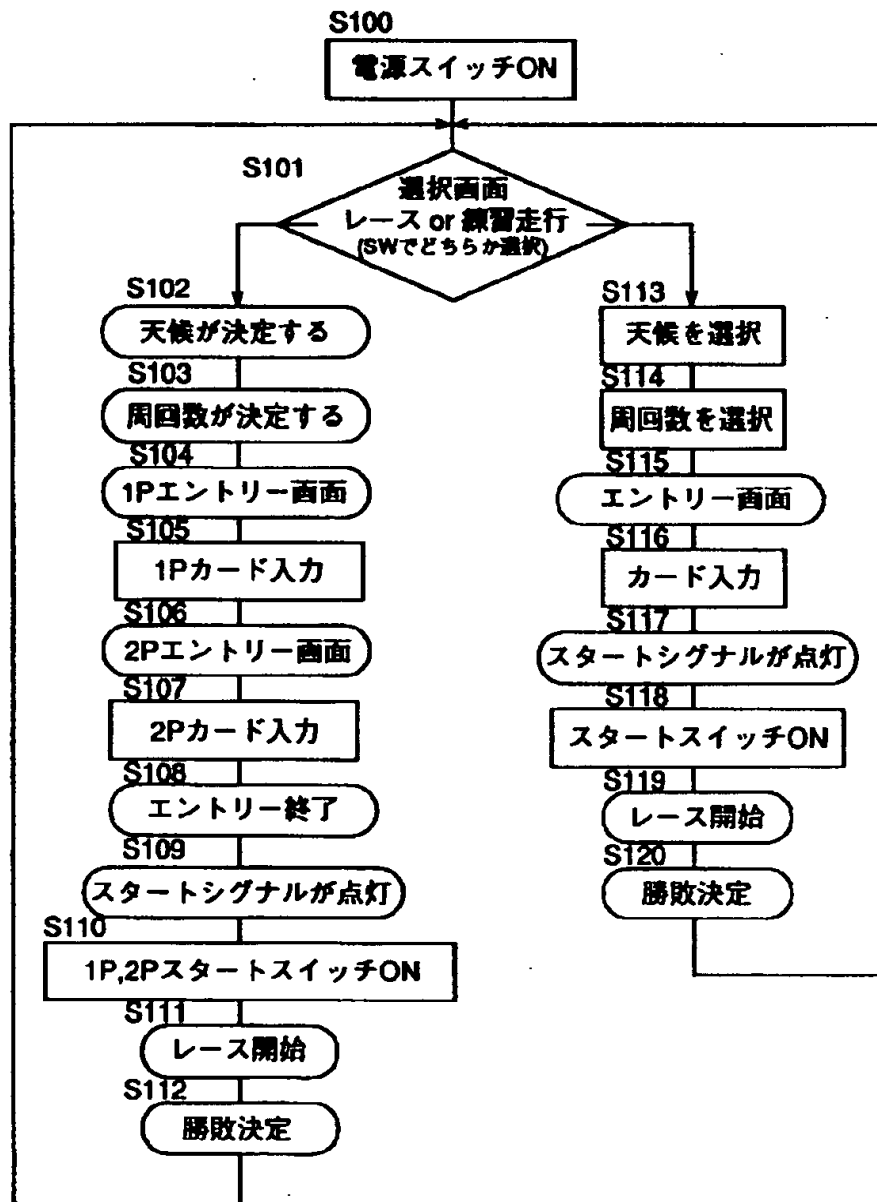 S100
電源スイッチON
S101
選択画面
レース or 練習走行
(SWでどちらか選択)
S102
天候が決定する
S103
周回数が決定する
S104
1Pエントリー画面
S105
1Pカード入力
S106
2Pエントリー画面
S107
2Pカード入力
S108
エントリー終了
S109
スタートシグナルが点灯
S110
1P,2PスタートスイッチON
S111
レース開始
S112
勝敗決定
S113
天候を選択
S114
周回数を選択
S115
エントリー画面
S116
カード入力
S117
スタートシグナルが点灯
S118
スタートスイッチON
S119
レース開始
S120
勝敗決定